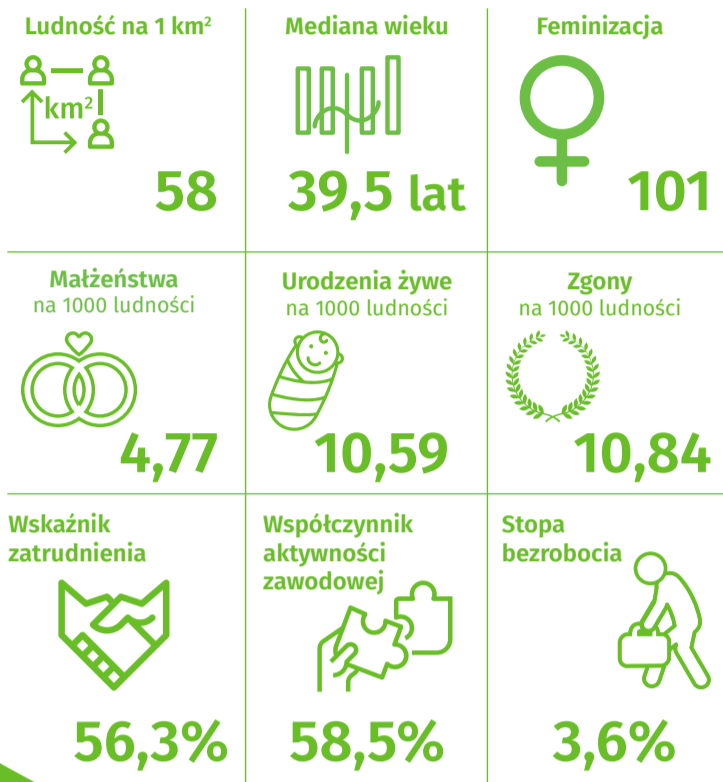 Ludność na 1 km²
km²
58
Mediana wieku
39,5 lat
Feminizacja
101
Małżeństwa
na 1000 ludności
4,77
Urodzenia żywe
na 1000 ludności
10,59
Zgony
na 1000 ludności
10,84
Wskaźnik
zatrudnienia
56,3%
Współczynnik
aktywności
zawodowej
58,5%
Stopa
bezrobocia
3,6%